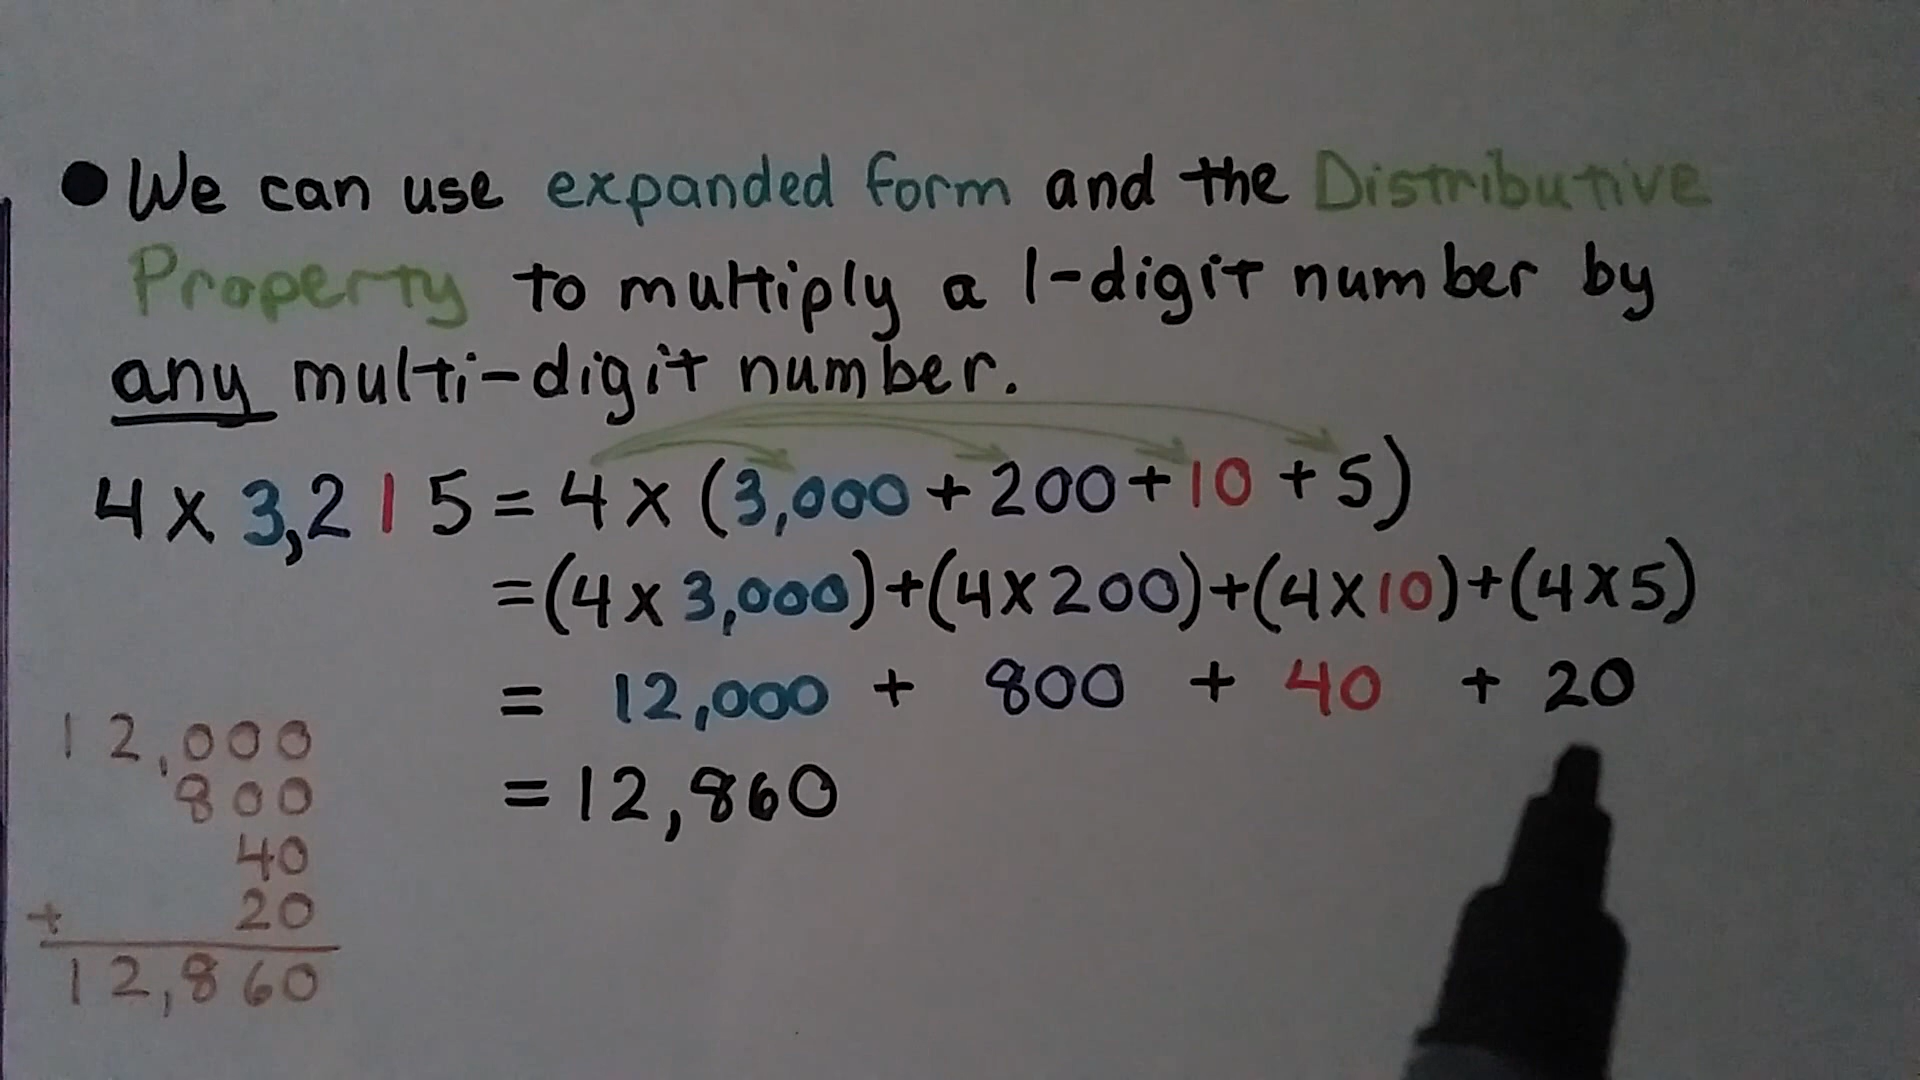 ● We can use expanded form and the Distributive
Property to multiply a 1-digit number by
any multi-digit number.
4 x 3,215 = 4 x (3,000 + 200 + 10 + 5)
= (4 x 3,000) + (4 x 200) + (4 x 10) + (4 x 5)
= 12,000 + 800 + 40 + 20
= 12,860
12,000
800
40
+ 20
12,860